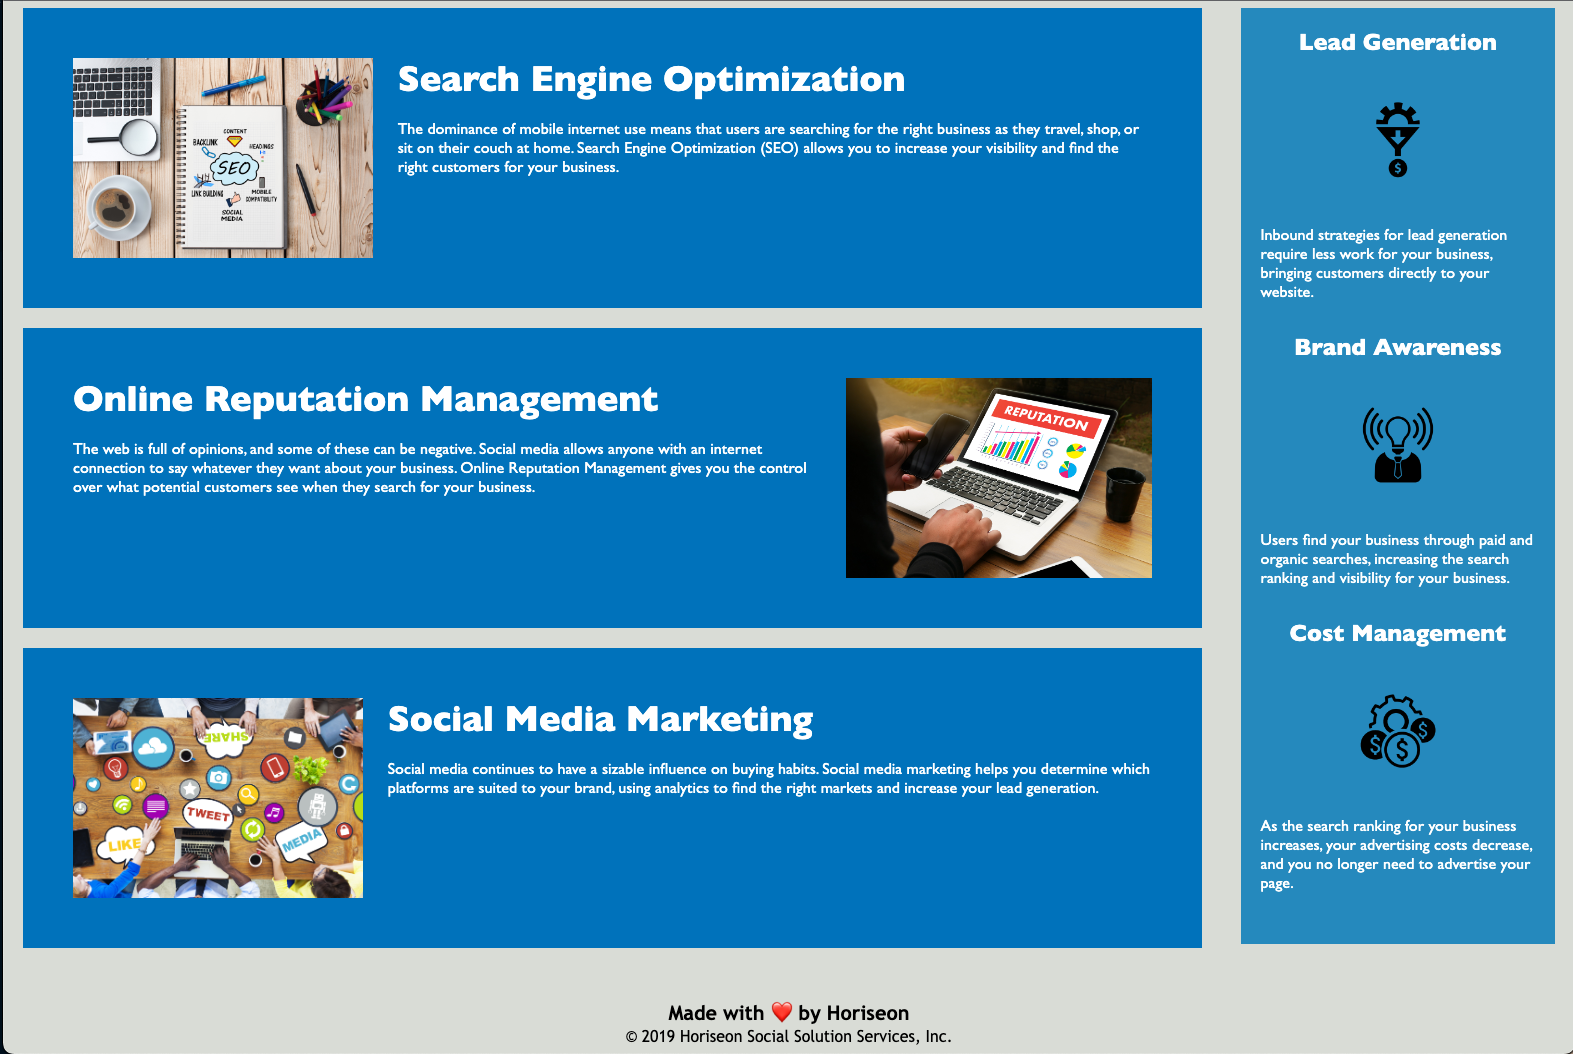 Search Engine Optimization
The dominance of mobile internet use means that users are searching for the right business as they travel, shop, or
sit on their couch at home. Search Engine Optimization (SEO) allows you to increase your visibility and find the
right customers for your business.
CONTENT
BACKLINK
HEADINGS
SEO
LINK BUILDING
MOBILE
COMPATIBILITY
SOCIAL
MEDIA
Online Reputation Management
The web is full of opinions, and some of these can be negative. Social media allows anyone with an internet
connection to say whatever they want about your business. Online Reputation Management gives you the control
over what potential customers see when they search for your business.
REPUTATION
Social Media Marketing
Social media continues to have a sizable influence on buying habits. Social media marketing helps you determine which
platforms are suited to your brand, using analytics to find the right markets and increase your lead generation.
SHARE
TWEET
LIKE
MEDIA
Lead Generation
$
Inbound strategies for lead generation
require less work for your business,
bringing customers directly to your
website.
Brand Awareness
Users find your business through paid and
organic searches, increasing the search
ranking and visibility for your business.
Cost Management
$
$ $
As the search ranking for your business
increases, your advertising costs decrease,
and you no longer need to advertise your
page.
Made with ❤️ by Horiseon
© 2019 Horiseon Social Solution Services, Inc.